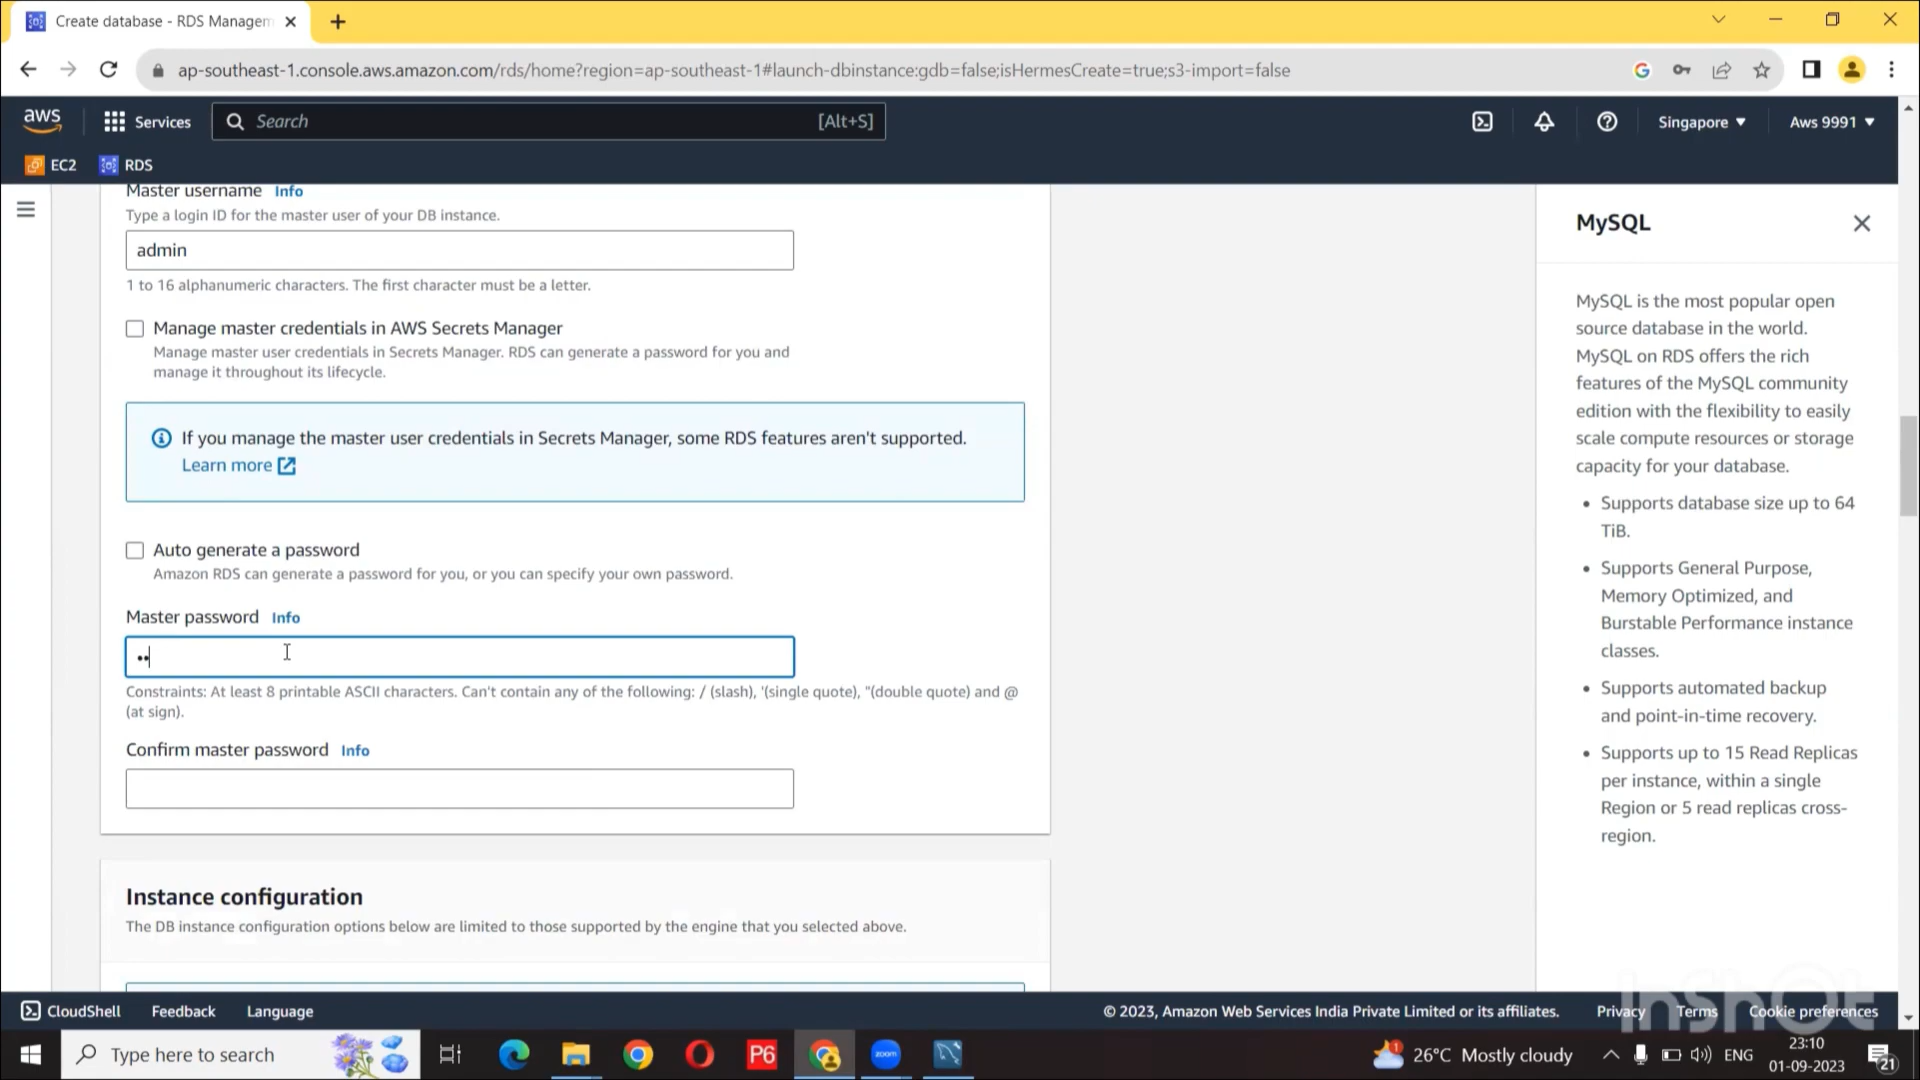 Create database - RDS Managem
ap-southeast-1.console.aws.amazon.com/rds/home?region=ap-southeast-1#launch-dbinstance:gdb=false;isHermesCreate=true;s3-import=false
aws
Services
Search
[Alt+S]
Singapore
Aws 9991
EC2
RDS
Master username Info
Type a login ID for the master user of your DB instance.
admin
1 to 16 alphanumeric characters. The first character must be a letter.
Manage master credentials in AWS Secrets Manager
Manage master user credentials in Secrets Manager. RDS can generate a password for you and
manage it throughout its lifecycle.
If you manage the master user credentials in Secrets Manager, some RDS features aren't supported.
Learn more
Auto generate a password
Amazon RDS can generate a password for you, or you can specify your own password.
Master password Info
••
Constraints: At least 8 printable ASCII characters. Can't contain any of the following: / (slash), '(single quote), "(double quote) and @
(at sign).
Confirm master password Info
Instance configuration
The DB instance configuration options below are limited to those supported by the engine that you selected above.
MySQL
MySQL is the most popular open
source database in the world.
MySQL on RDS offers the rich
features of the MySQL community
edition with the flexibility to easily
scale compute resources or storage
capacity for your database.
• Supports database size up to 64
TiB.
• Supports General Purpose,
Memory Optimized, and
Burstable Performance instance
classes.
• Supports automated backup
and point-in-time recovery.
• Supports up to 15 Read Replicas
per instance, within a single
Region or 5 read replicas cross-
region.
InShOt
CloudShell
Feedback
Language
© 2023, Amazon Web Services India Private Limited or its affiliates.
Privacy
Terms
Cookie preferences
Type here to search
P6
zoom
1
26°C Mostly cloudy
ENG
23:10
01-09-2023
21